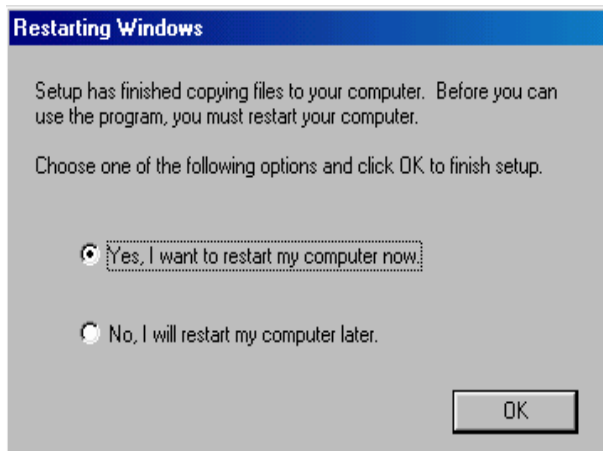 Restarting Windows
Setup has finished copying files to your computer.  Before you can
use the program, you must restart your computer.
Choose one of the following options and click OK to finish setup.
Yes, I want to restart my computer now.
No, I will restart my computer later.
OK